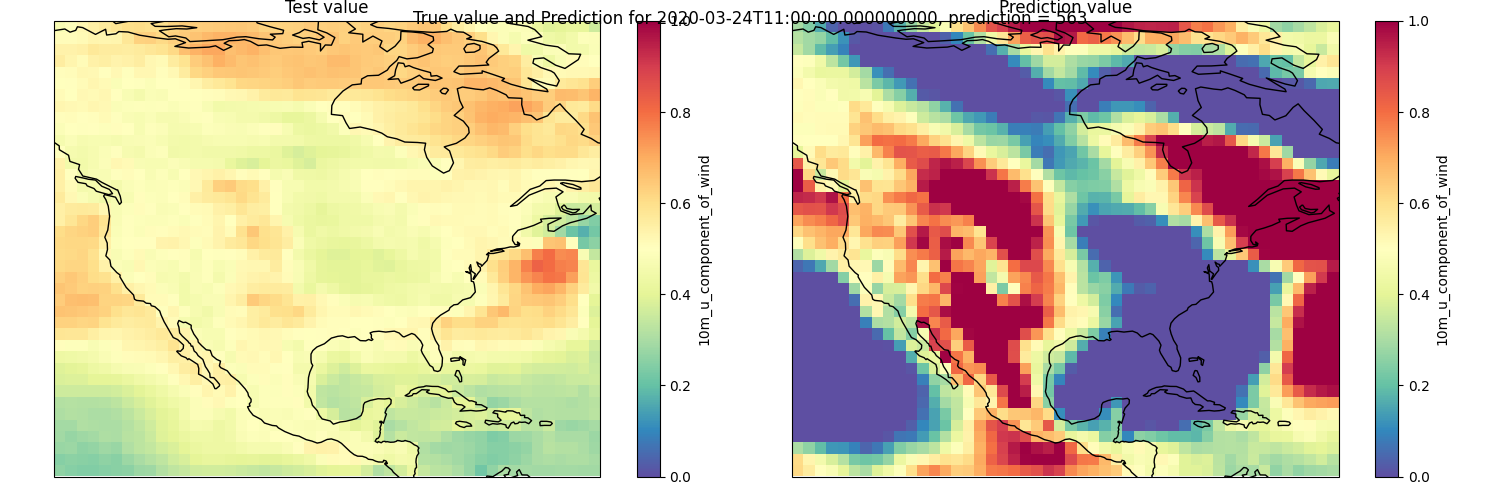 Test value
Prediction value
True value and Prediction for 2020-03-24T11:00:00.000000000, prediction = 563
1.0
0.8
0.6
0.4
0.2
0.0
10m_u_component_of_wind
1.0
0.8
0.6
0.4
0.2
0.0
10m_u_component_of_wind